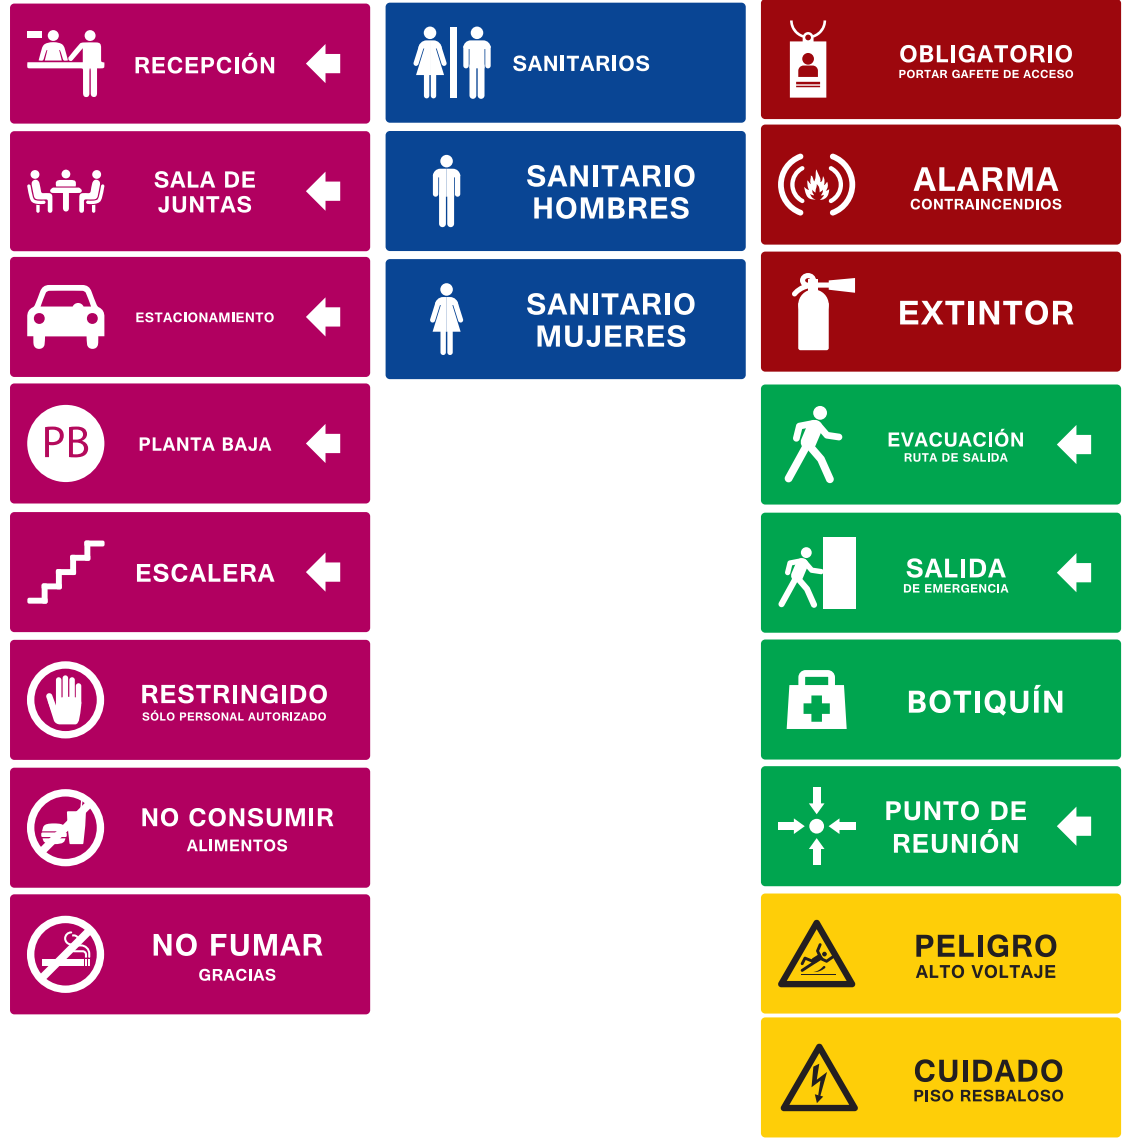 RECEPCIÓN
SALA DE
JUNTAS
ESTACIONAMIENTO
PB
PLANTA BAJA
ESCALERA
RESTRINGIDO
SÓLO PERSONAL AUTORIZADO
NO CONSUMIR
ALIMENTOS
NO FUMAR
GRACIAS
SANITARIOS
SANITARIO
HOMBRES
SANITARIO
MUJERES
OBLIGATORIO
PORTAR GAFETE DE ACCESO
ALARMA
CONTRAINCENDIOS
EXTINTOR
EVACUACIÓN
RUTA DE SALIDA
SALIDA
DE EMERGENCIA
BOTIQUÍN
PUNTO DE
REUNIÓN
PELIGRO
ALTO VOLTAJE
CUIDADO
PISO RESBALOSO